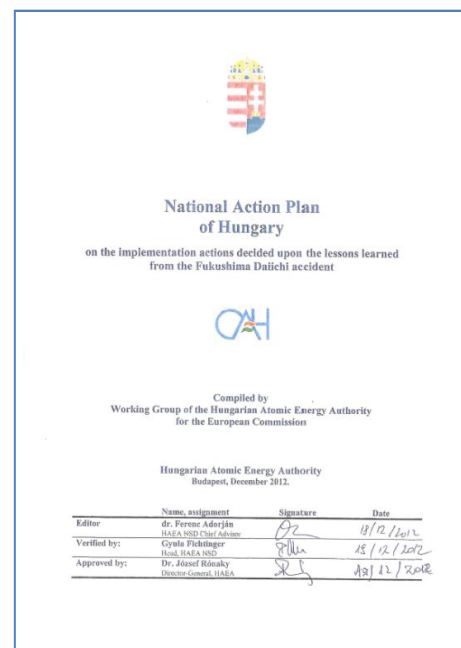 National Action Plan
of Hungary
on the implementation actions decided upon the lessons learned
from the Fukushima Daiichi accident
OAH
Compiled by
Working Group of the Hungarian Atomic Energy Authority
for the European Commission
Hungarian Atomic Energy Authority
Budapest, December 2012.
Name, assignment Signature Date
Editor dr. Ferenc Adorján 18/12/2012
HAEA NSD Chief Advisor
Verified by: Gyula Fichtinger 18/12/2012
Head, HAEA NSD
Approved by: Dr. József Rónaky 18/12/2012
Director-General, HAEA